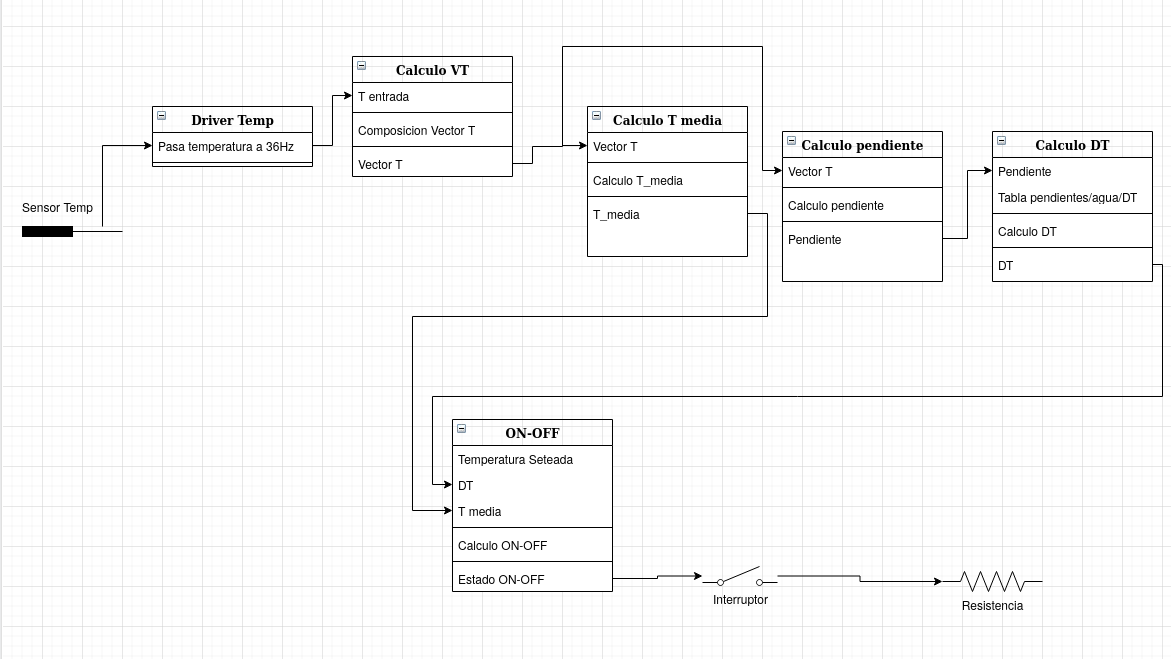 Sensor Temp
Driver Temp
Pasa temperatura a 36Hz
Calculo VT
T entrada
Composicion Vector T
Vector T
Calculo T media
Vector T
Calculo T_media
T_media
Calculo pendiente
Vector T
Calculo pendiente
Pendiente
Calculo DT
Pendiente
Tabla pendientes/agua/DT
Calculo DT
DT
ON-OFF
Temperatura Seteada
DT
T media
Calculo ON-OFF
Estado ON-OFF
Interruptor
Resistencia